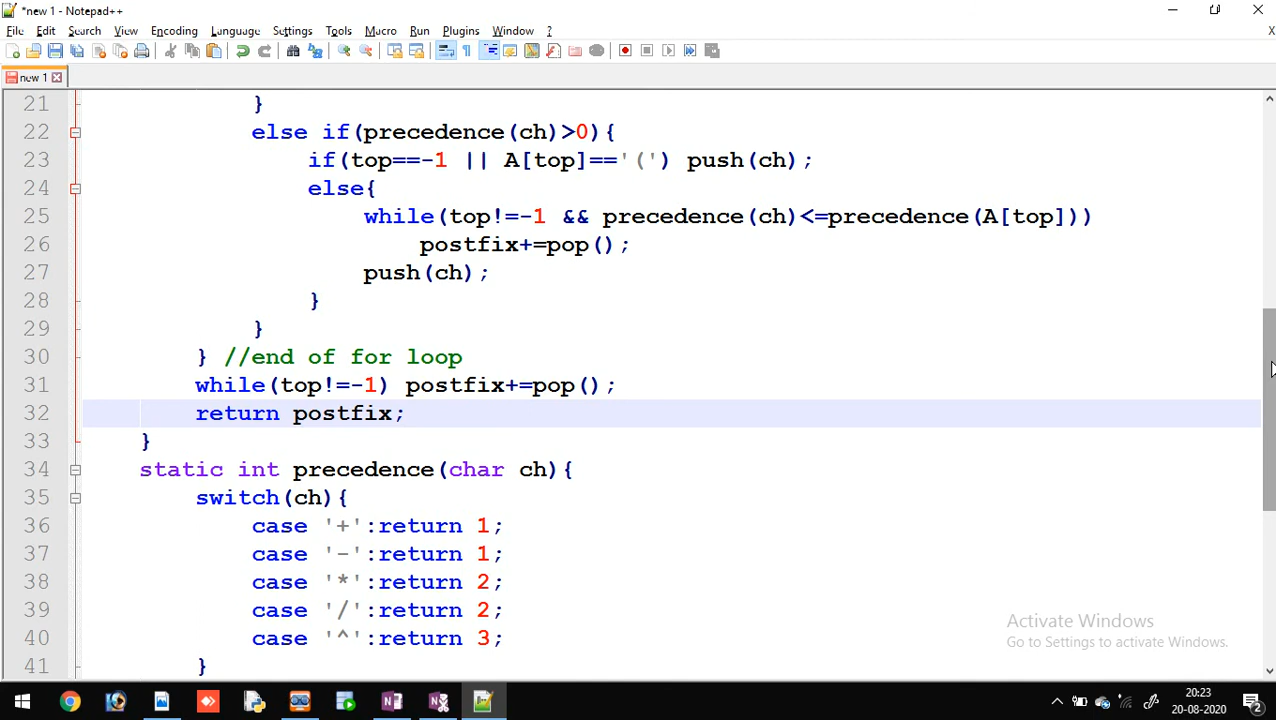 *new 1 - Notepad++
File Edit Search View Encoding Language Settings Tools Macro Run Plugins Window ?
X
new 1
21 }
22 else if(precedence(ch)>0){
23 if(top==-1 || A[top]=='(') push(ch);
24 else{
25 while(top!=-1 && precedence(ch)<=precedence(A[top]))
26 postfix+=pop();
27 push(ch);
28 }
29 }
30 } //end of for loop
31 while(top!=-1) postfix+=pop();
32 return postfix;
33 }
34 static int precedence(char ch){
35 switch(ch){
36 case '+':return 1;
37 case '-':return 1;
38 case '*':return 2;
39 case '/':return 2;
40 case '^':return 3;
41 }
Activate Windows
Go to Settings to activate Windows.
20:23
20-08-2020
2